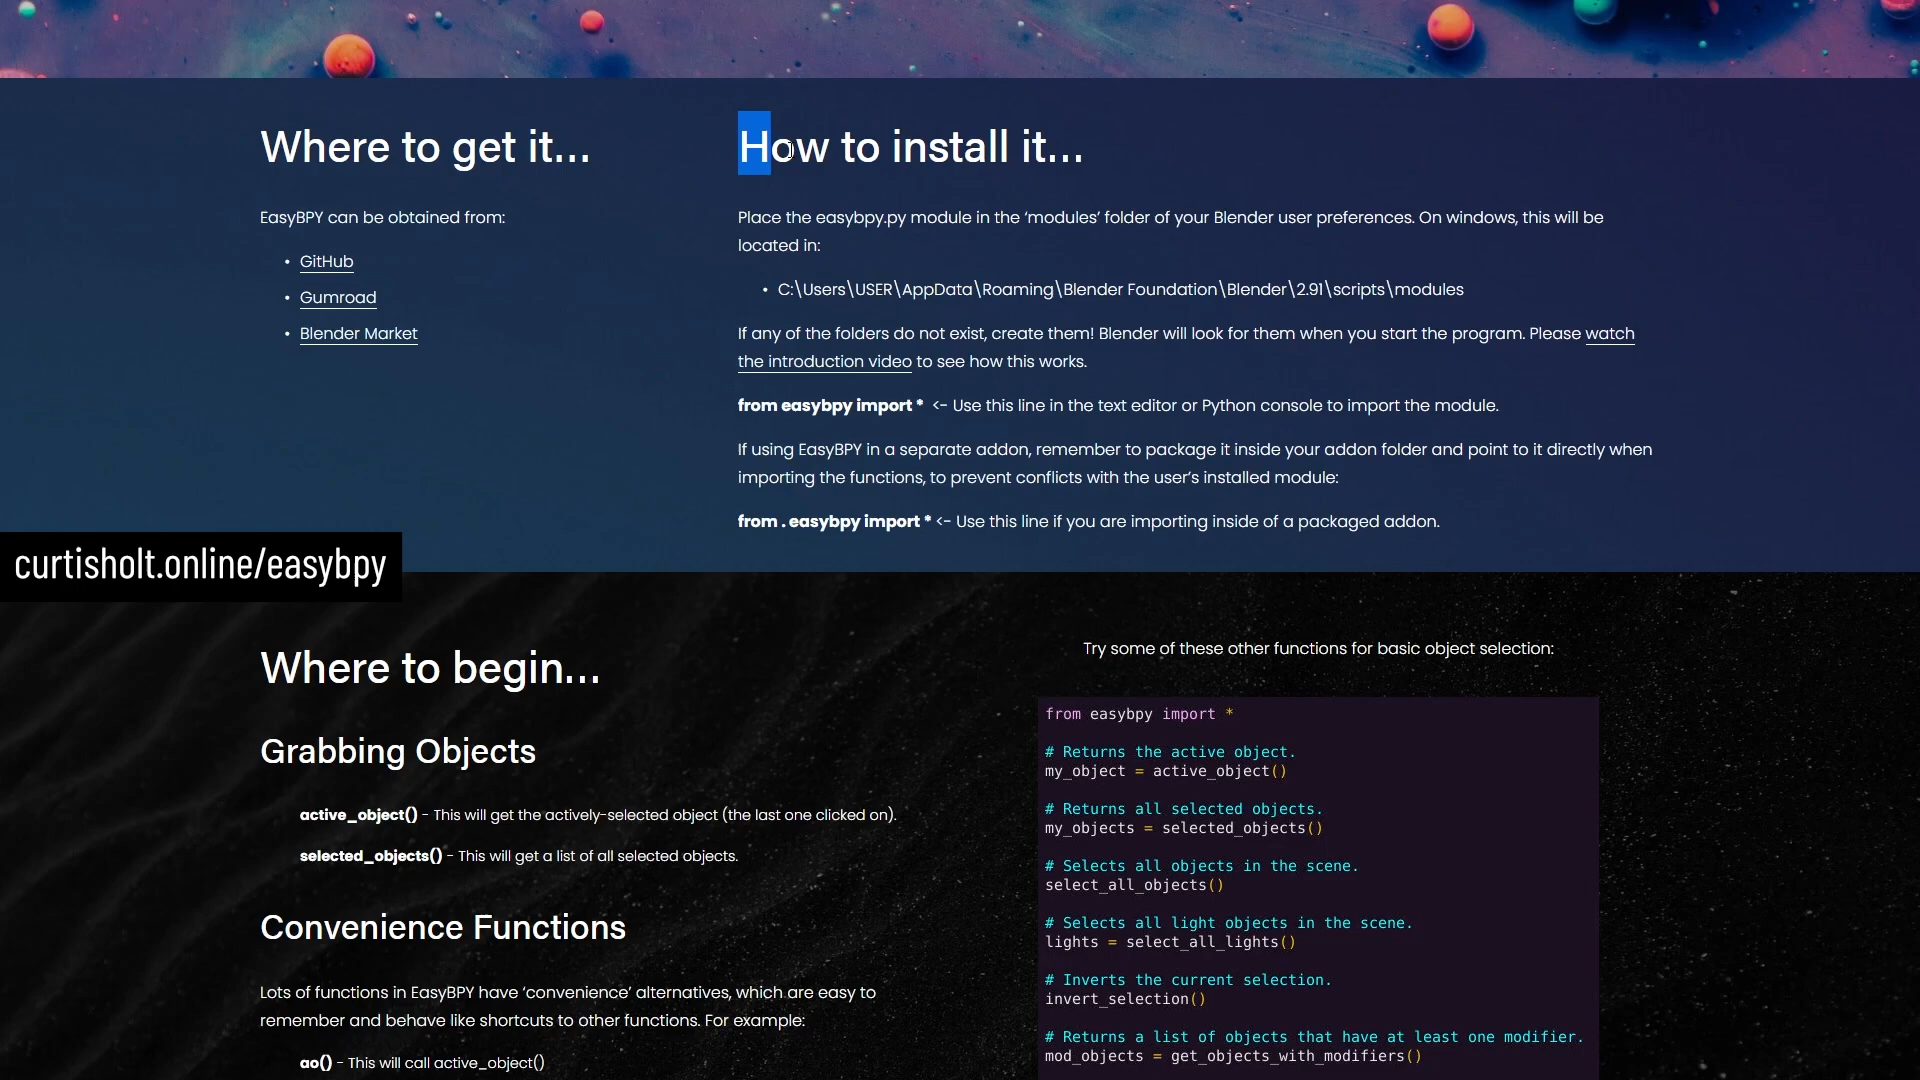 Where to get it...
EasyBPY can be obtained from:
• GitHub
• Gumroad
• Blender Market
How to install it...
Place the easybpy.py module in the ‘modules’ folder of your Blender user preferences. On windows, this will be
located in:
• C:\Users\USER\AppData\Roaming\Blender Foundation\Blender\2.91\scripts\modules
If any of the folders do not exist, create them! Blender will look for them when you start the program. Please watch
the introduction video to see how this works.
from easybpy import * <- Use this line in the text editor or Python console to import the module.
If using EasyBPY in a separate addon, remember to package it inside your addon folder and point to it directly when
importing the functions, to prevent conflicts with the user’s installed module:
from . easybpy import * <- Use this line if you are importing inside of a packaged addon.
curtisholt.online/easybpy
Where to begin...
Grabbing Objects
active_object() - This will get the actively-selected object (the last one clicked on).
selected_objects() - This will get a list of all selected objects.
Convenience Functions
Lots of functions in EasyBPY have ‘convenience’ alternatives, which are easy to
remember and behave like shortcuts to other functions. For example:
ao() - This will call active_object()
Try some of these other functions for basic object selection:
from easybpy import *
# Returns the active object.
my_object = active_object()
# Returns all selected objects.
my_objects = selected_objects()
# Selects all objects in the scene.
select_all_objects()
# Selects all light objects in the scene.
lights = select_all_lights()
# Inverts the current selection.
invert_selection()
# Returns a list of objects that have at least one modifier.
mod_objects = get_objects_with_modifiers()